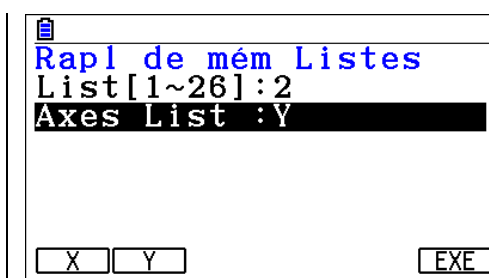 Rapl de mém Listes
List[1~26]:2
Axes List :Y
X Y EXE